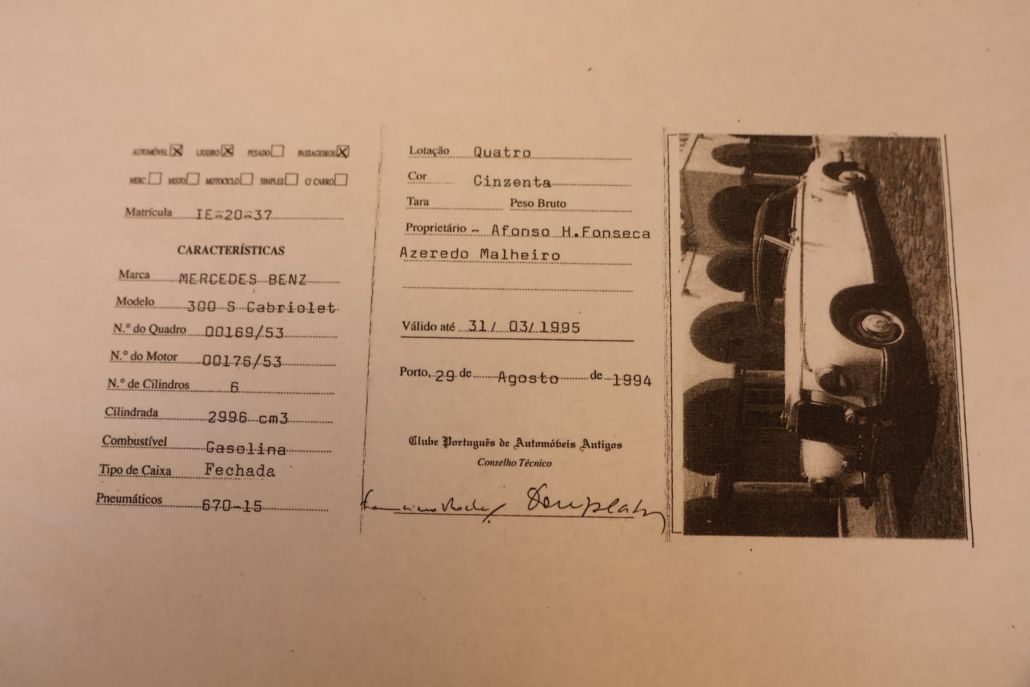 AUTOMÓVEL ☒ LIGEIRO ☒ PESADO ☐ PASSAGEIROS ☒
MERC. ☐ MISTO ☐ MOTOCICLO ☐ SIMPLES ☐ C/ CARRO ☐
Matrícula IE-20-37
CARACTERÍSTICAS
Marca MERCEDES BENZ
Modelo 300 S Cabriolet
N.º do Quadro 00169/53
N.º do Motor 00176/53
N.º de Cilindros 6
Cilindrada 2996 cm3
Combustível Gasolina
Tipo de Caixa Fechada
Pneumáticos 670-15
Lotação Quatro
Cor Cinzenta
Tara Peso Bruto
Proprietário - Afonso H.Fonseca
Azeredo Malheiro
Válido até 31/ 03/1995
Porto, 29 de Agosto de 1994
Clube Português de Automóbeis Antigos
Conselho Técnico